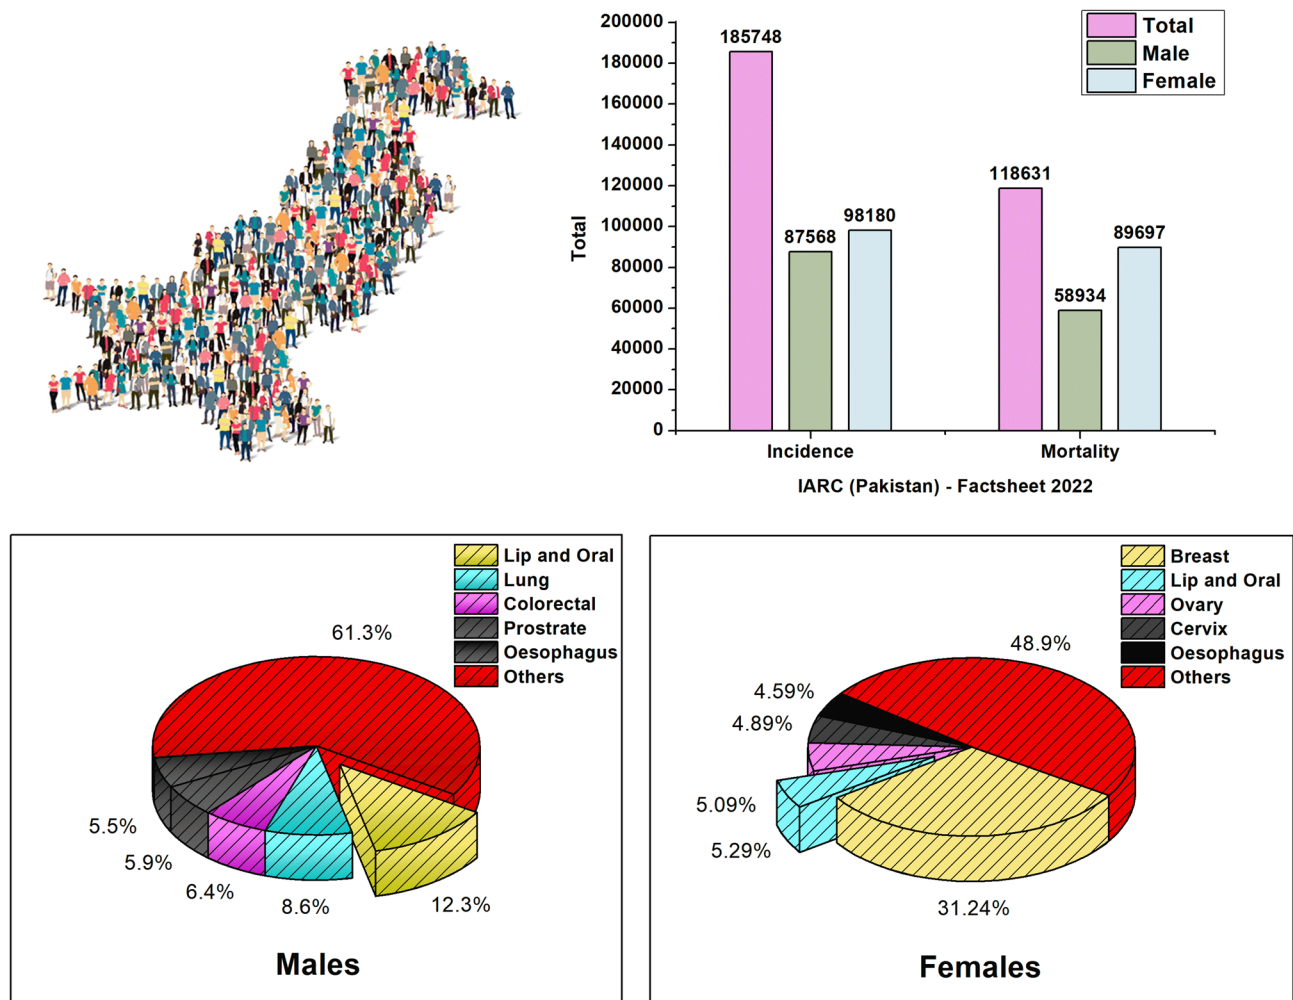 200000
180000
160000
140000
120000
100000
80000
60000
40000
20000
0
Total
185748
87568
98180
118631
58934
89697
Total
Male
Female
Incidence
Mortality
IARC (Pakistan) - Factsheet 2022
Lip and Oral
Lung
Colorectal
Prostrate
Oesophagus
Others
61.3%
5.5%
5.9%
6.4%
8.6%
12.3%
Males
Breast
Lip and Oral
Ovary
Cervix
Oesophagus
Others
48.9%
4.59%
4.89%
5.09%
5.29%
31.24%
Females